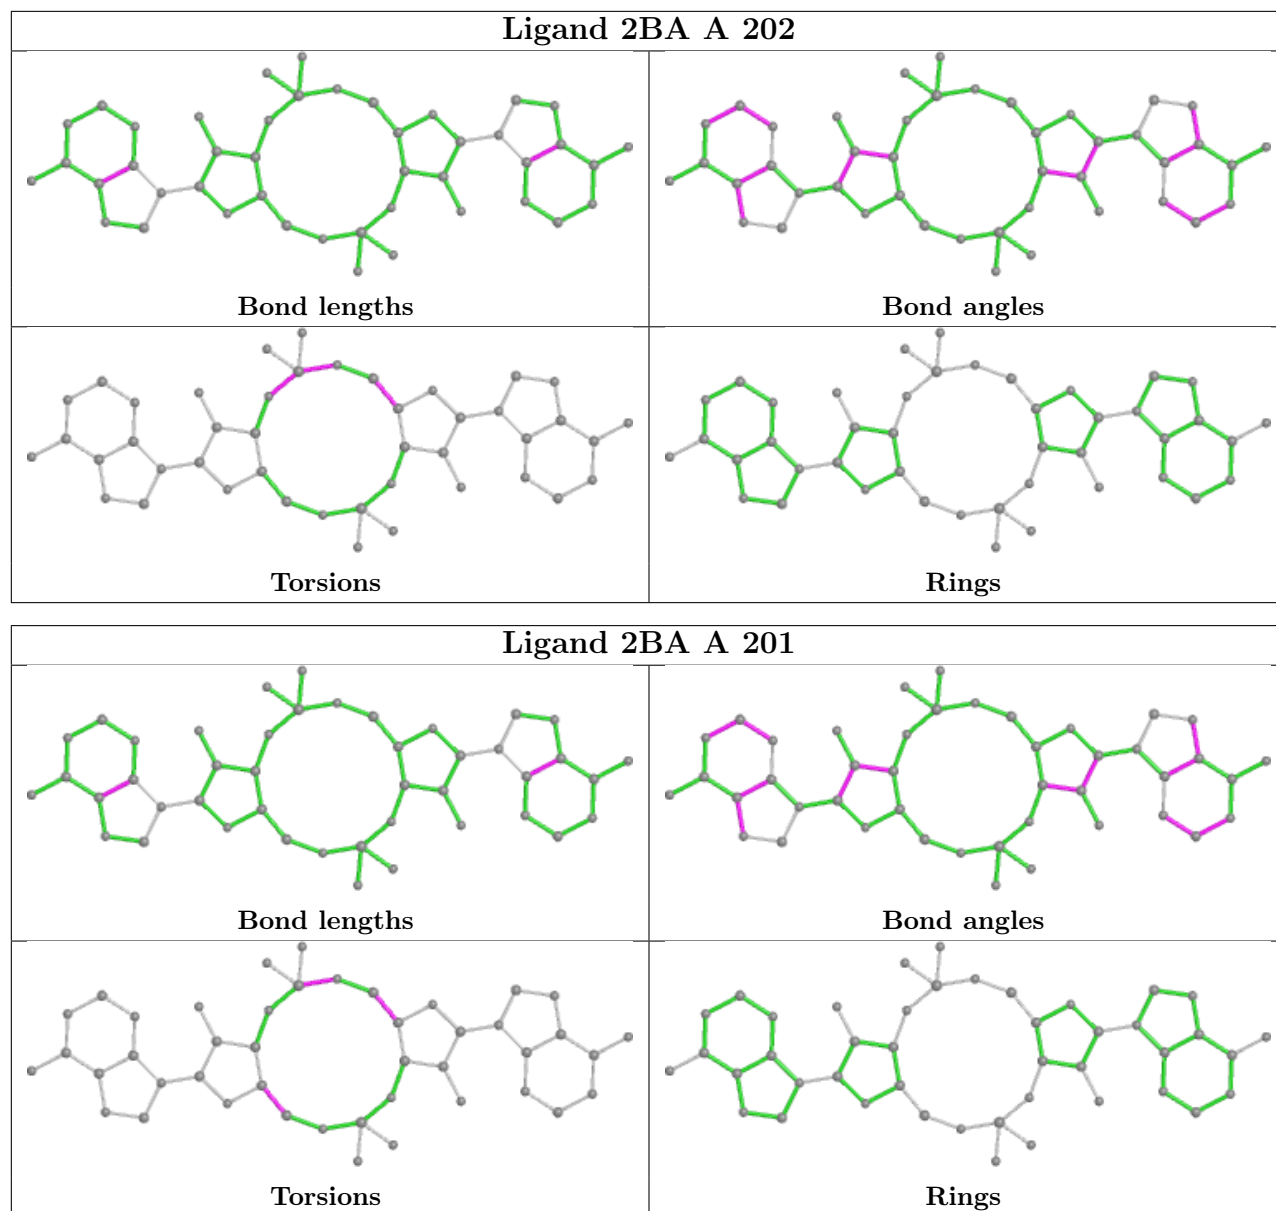 Ligand 2BA A 202
Bond lengths
Bond angles
Torsions
Rings
Ligand 2BA A 201
Bond lengths
Bond angles
Torsions
Rings